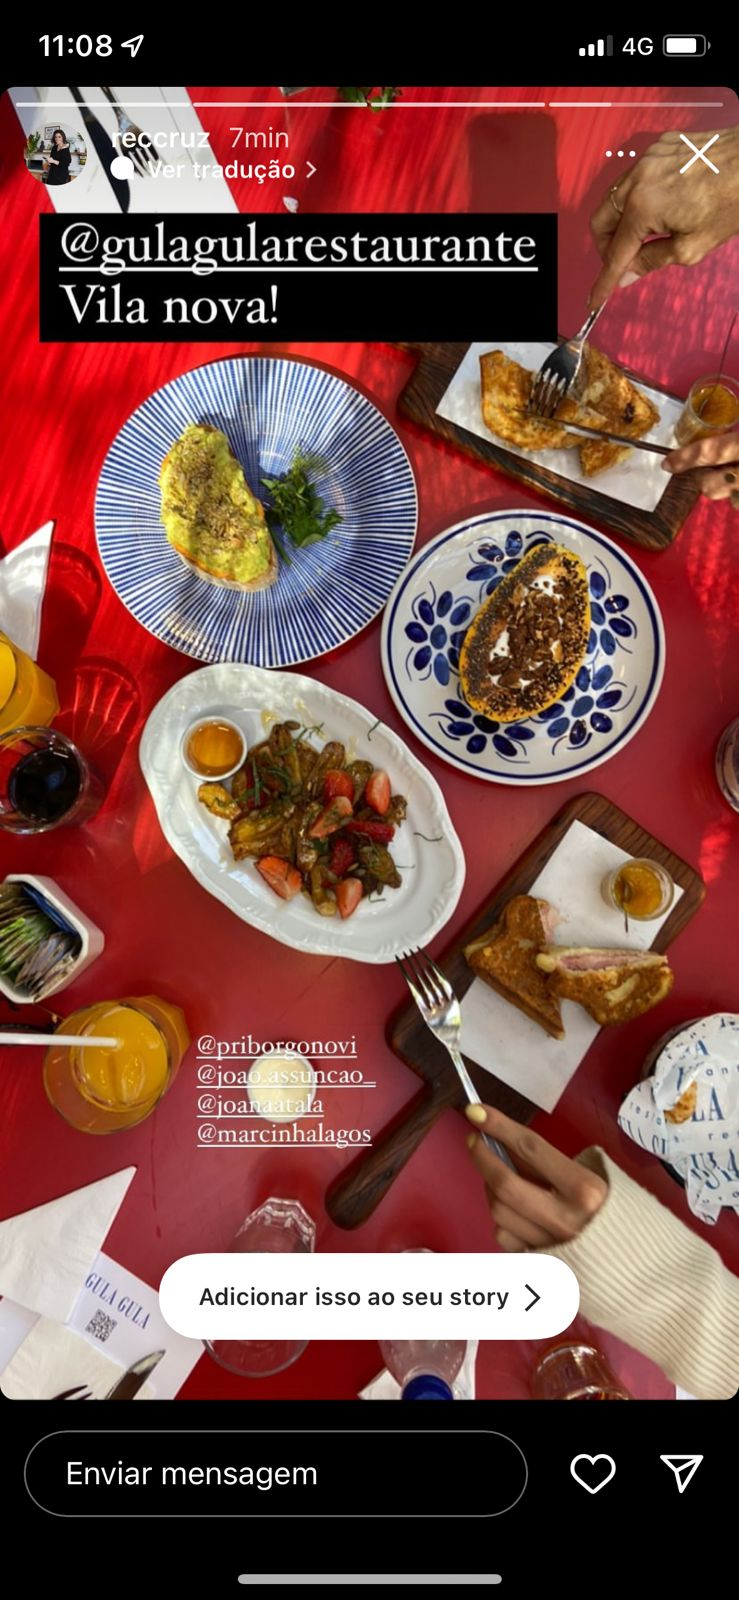 11:08
4G
reccruz 7min
Ver tradução
@gulagularestaurante
Vila nova!
@priborgonovi
@joao.assuncao_
@joanaatala
@marcinhalagos
GULA GULA
Adicionar isso ao seu story
Enviar mensagem